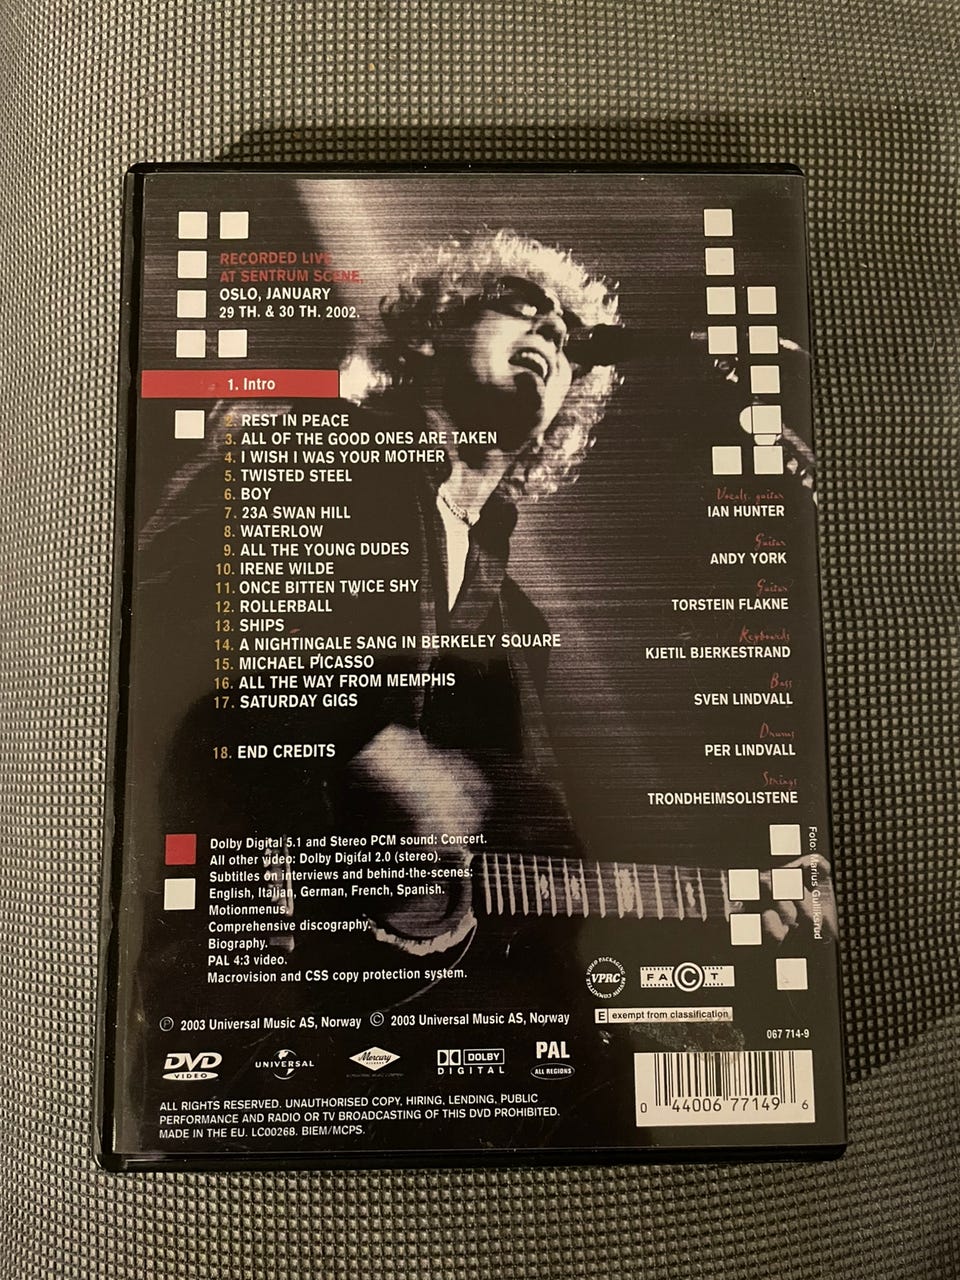 RECORDED LIVE
AT SENTRUM SCENE,
OSLO, JANUARY
29 TH. & 30 TH. 2002.
1. Intro
2. REST IN PEACE
3. ALL OF THE GOOD ONES ARE TAKEN
4. I WISH I WAS YOUR MOTHER
5. TWISTED STEEL
6. BOY
7. 23A SWAN HILL
8. WATERLOW
9. ALL THE YOUNG DUDES
10. IRENE WILDE
11. ONCE BITTEN TWICE SHY
12. ROLLERBALL
13. SHIPS
14. A NIGHTINGALE SANG IN BERKELEY SQUARE
15. MICHAEL PICASSO
16. ALL THE WAY FROM MEMPHIS
17. SATURDAY GIGS
18. END CREDITS
Vocals, guitar
IAN HUNTER
Guitar
ANDY YORK
Guitar
TORSTEIN FLAKNE
Keyboards
KJETIL BJERKESTRAND
Bass
SVEN LINDVALL
Drums
PER LINDVALL
Strings
TRONDHEIMSOLISTENE
Foto: Marius Gulliksrud
Dolby Digital 5.1 and Stereo PCM sound: Concert.
All other video: Dolby Digital 2.0 (stereo).
Subtitles on interviews and behind-the-scenes:
English, Italian, German, French, Spanish.
Motionmenus.
Comprehensive discography.
Biography.
PAL 4:3 video.
Macrovision and CSS copy protection system.
VIDEO PACKAGING REVIEW COMMITTEE
VPRC
FACT
E exempt from classification
℗ 2003 Universal Music AS, Norway © 2003 Universal Music AS, Norway
067 714-9
DVD
VIDEO
UNIVERSAL
Mercury
DOLBY
DIGITAL
PAL
ALL REGIONS
0 44006 77149 6
ALL RIGHTS RESERVED. UNAUTHORISED COPY, HIRING, LENDING, PUBLIC
PERFORMANCE AND RADIO OR TV BROADCASTING OF THIS DVD PROHIBITED.
MADE IN THE EU. LC00268. BIEM/MCPS.